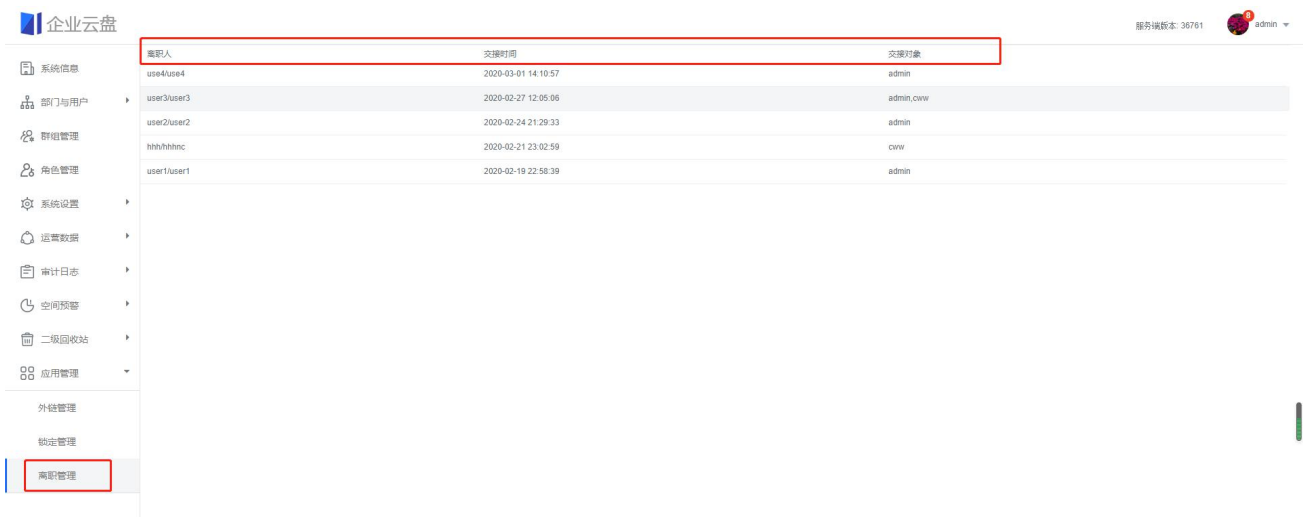 企业云盘
服务端版本: 36761
8
admin
系统信息
部门与用户
群组管理
角色管理
系统设置
运营数据
审计日志
空间预警
二级回收站
应用管理
外链管理
锁定管理
离职管理
离职人 交接时间 交接对象
use4/use4 2020-03-01 14:10:57 admin
user3/user3 2020-02-27 12:05:06 admin,cww
user2/user2 2020-02-24 21:29:33 admin
hhh/hhhnc 2020-02-21 23:02:59 cww
user1/user1 2020-02-19 22:58:39 admin